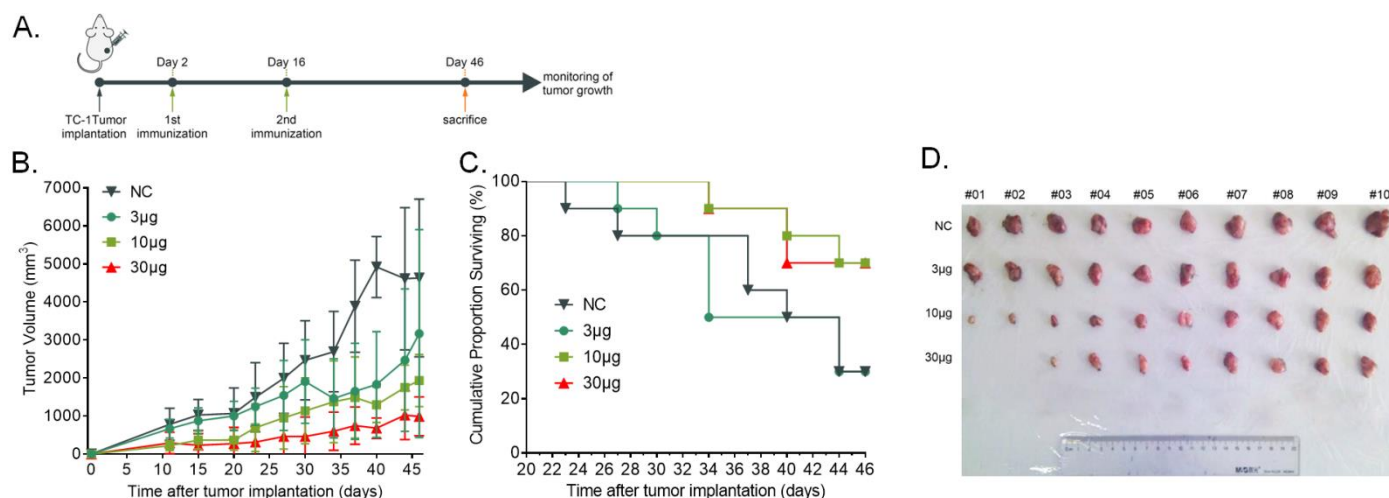 A.
Day 2
Day 16
Day 46
monitoring of
tumor growth
TC-1Tumor
implantation
1st
immunization
2nd
immunization
sacrifice
B.
7000
6000
5000
4000
3000
2000
1000
0
Tumor Volume (mm³)
NC
3µg
10µg
30µg
0 5 10 15 20 25 30 35 40 45
Time after tumor implantation (days)
C.
100
80
60
40
20
0
Cumulative Proportion Surviving (%)
NC
3µg
10µg
30µg
20 22 24 26 28 30 32 34 36 38 40 42 44 46
Time after tumor implantation (days)
D.
#01 #02 #03 #04 #05 #06 #07 #08 #09 #10
NC
3µg
10µg
30µg